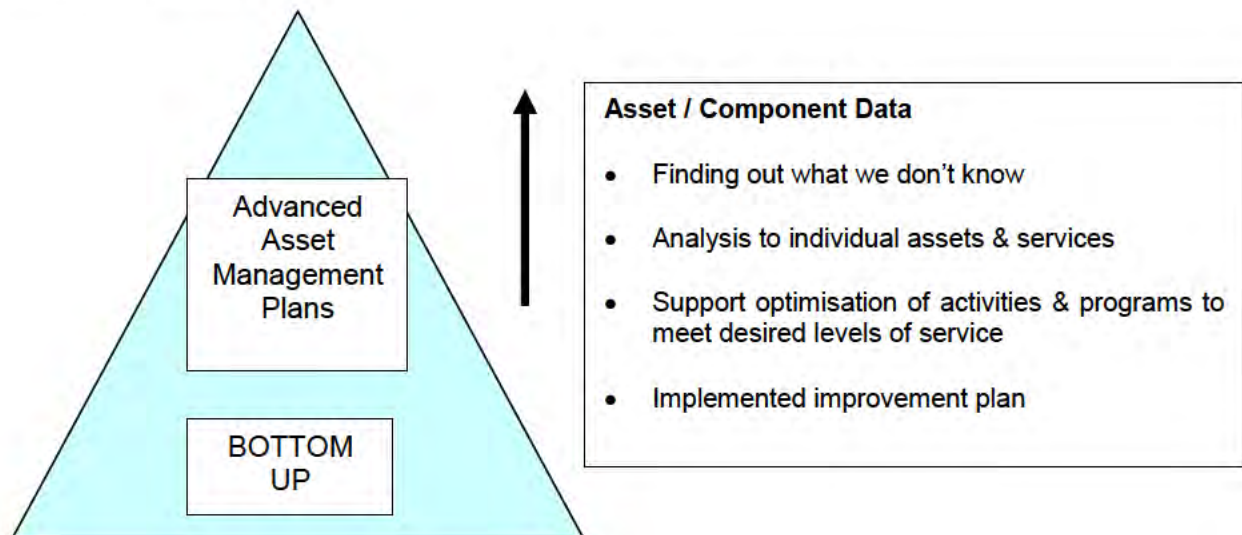 Advanced
Asset
Management
Plans
BOTTOM
UP
Asset / Component Data
• Finding out what we don't know
• Analysis to individual assets & services
• Support optimisation of activities & programs to
meet desired levels of service
• Implemented improvement plan